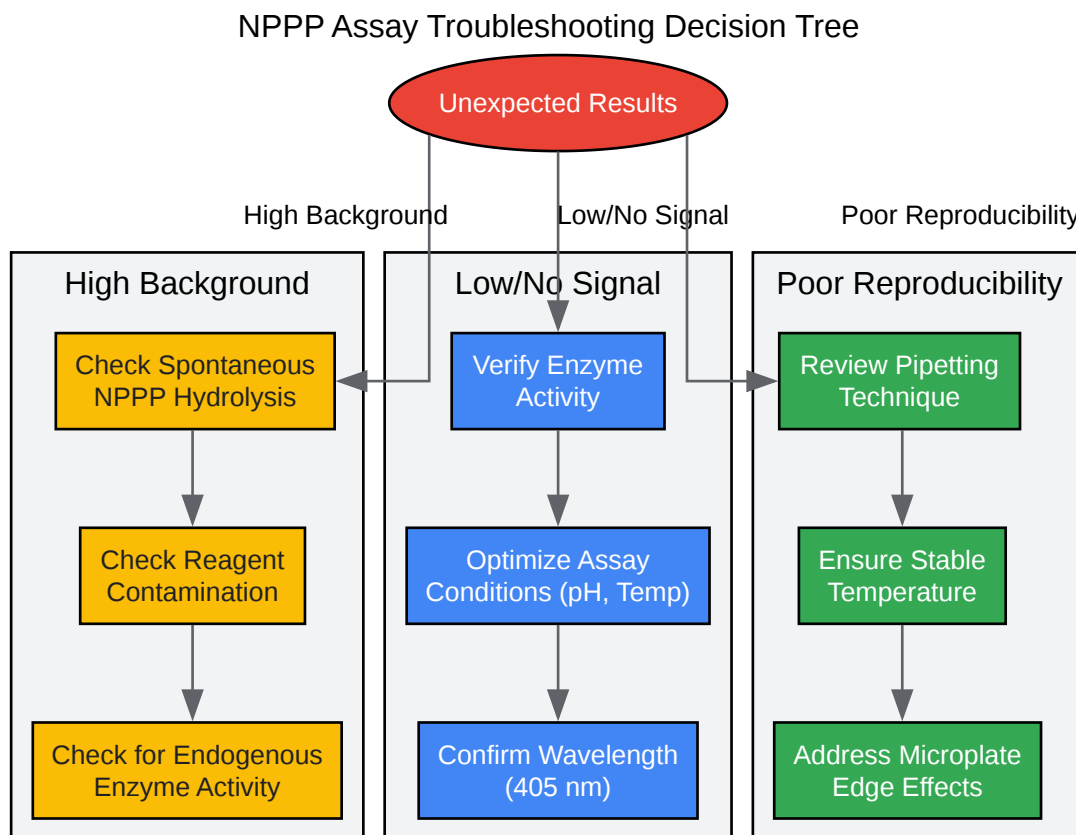 NPPP Assay Troubleshooting Decision Tree
Unexpected Results
High Background
Low/No Signal
Poor Reproducibility
High Background
Check Spontaneous
NPPP Hydrolysis
Check Reagent
Contamination
Check for Endogenous
Enzyme Activity
Low/No Signal
Verify Enzyme
Activity
Optimize Assay
Conditions (pH, Temp)
Confirm Wavelength
(405 nm)
Poor Reproducibility
Review Pipetting
Technique
Ensure Stable
Temperature
Address Microplate
Edge Effects